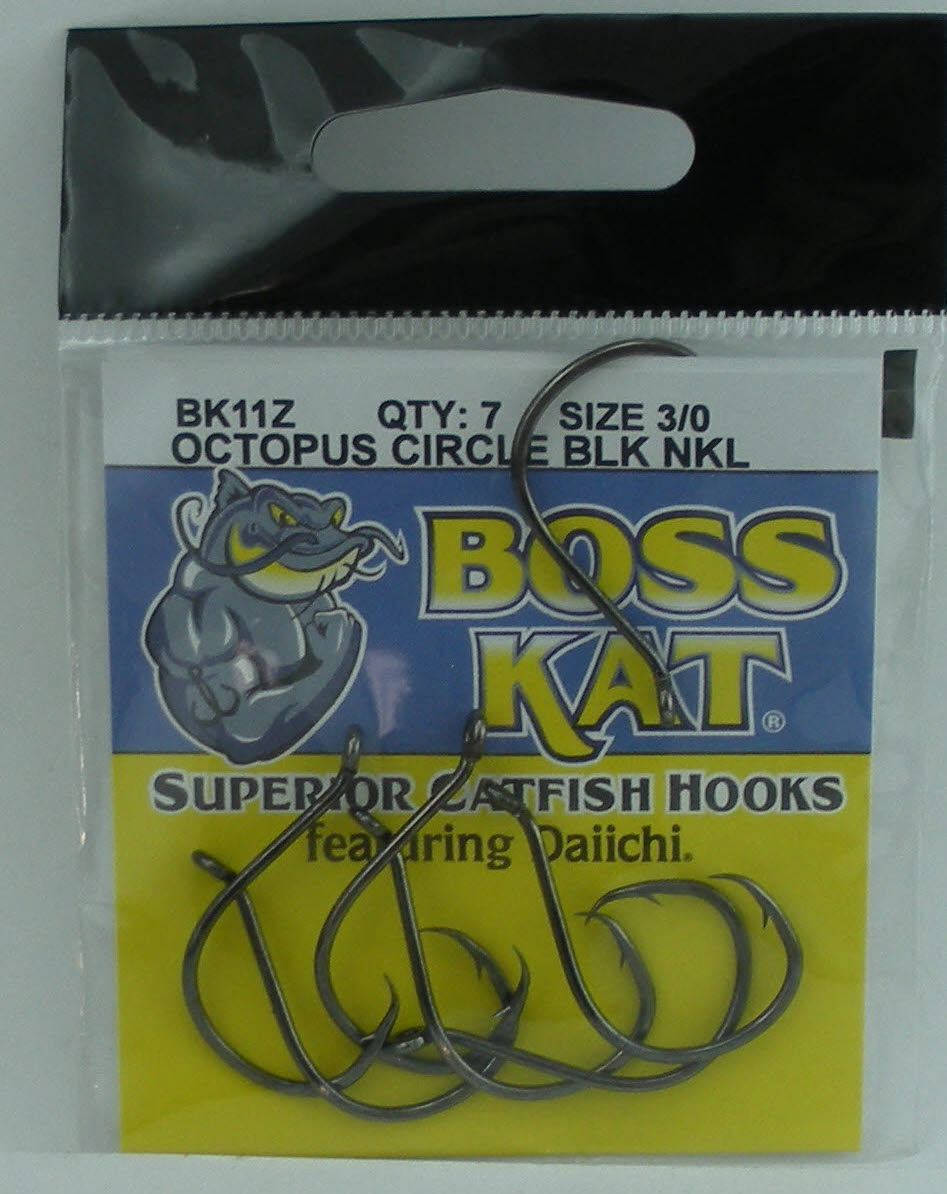 BK11Z QTY: 7 SIZE 3/0
OCTOPUS CIRCLE BLK NKL
BOSS
KAT®
SUPERIOR CATFISH HOOKS
featuring Daiichi®